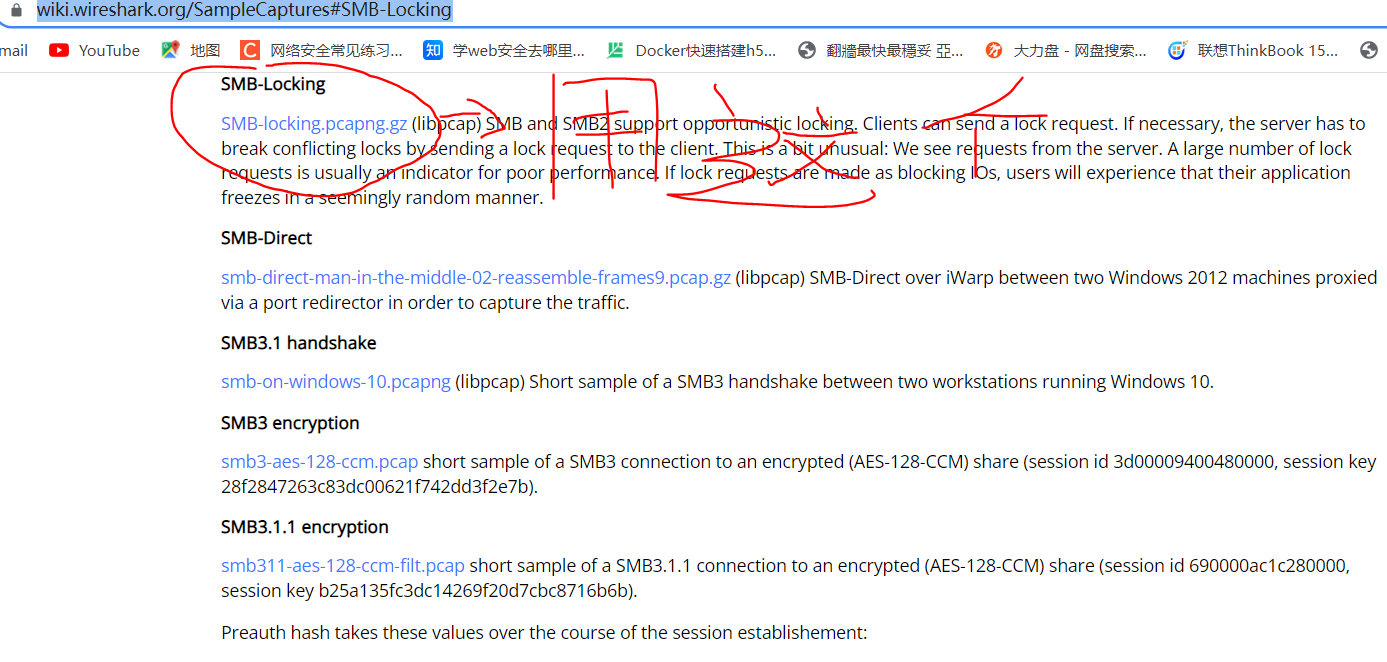 wiki.wireshark.org/SampleCaptures#SMB-Locking
mail YouTube 地图 网络安全常见练习... 学web安全去哪里... Docker快速搭建h5... 翻牆最快最穩妥 亞... 大力盘 - 网盘搜索... 联想ThinkBook 15...
SMB-Locking
SMB-locking.pcapng.gz (libpcap) SMB and SMB2 support opportunistic locking. Clients can send a lock request. If necessary, the server has to
break conflicting locks by sending a lock request to the client. This is a bit unusual: We see requests from the server. A large number of lock
requests is usually an indicator for poor performance. If lock requests are made as blocking IOs, users will experience that their application
freezes in a seemingly random manner.
SMB-Direct
smb-direct-man-in-the-middle-02-reassemble-frames9.pcap.gz (libpcap) SMB-Direct over iWarp between two Windows 2012 machines proxied
via a port redirector in order to capture the traffic.
SMB3.1 handshake
smb-on-windows-10.pcapng (libpcap) Short sample of a SMB3 handshake between two workstations running Windows 10.
SMB3 encryption
smb3-aes-128-ccm.pcap short sample of a SMB3 connection to an encrypted (AES-128-CCM) share (session id 3d00009400480000, session key
28f2847263c83dc00621f742dd3f2e7b).
SMB3.1.1 encryption
smb311-aes-128-ccm-filt.pcap short sample of a SMB3.1.1 connection to an encrypted (AES-128-CCM) share (session id 690000ac1c280000,
session key b25a135fc3dc14269f20d7cbc8716b6b).
Preauth hash takes these values over the course of the session establishement: